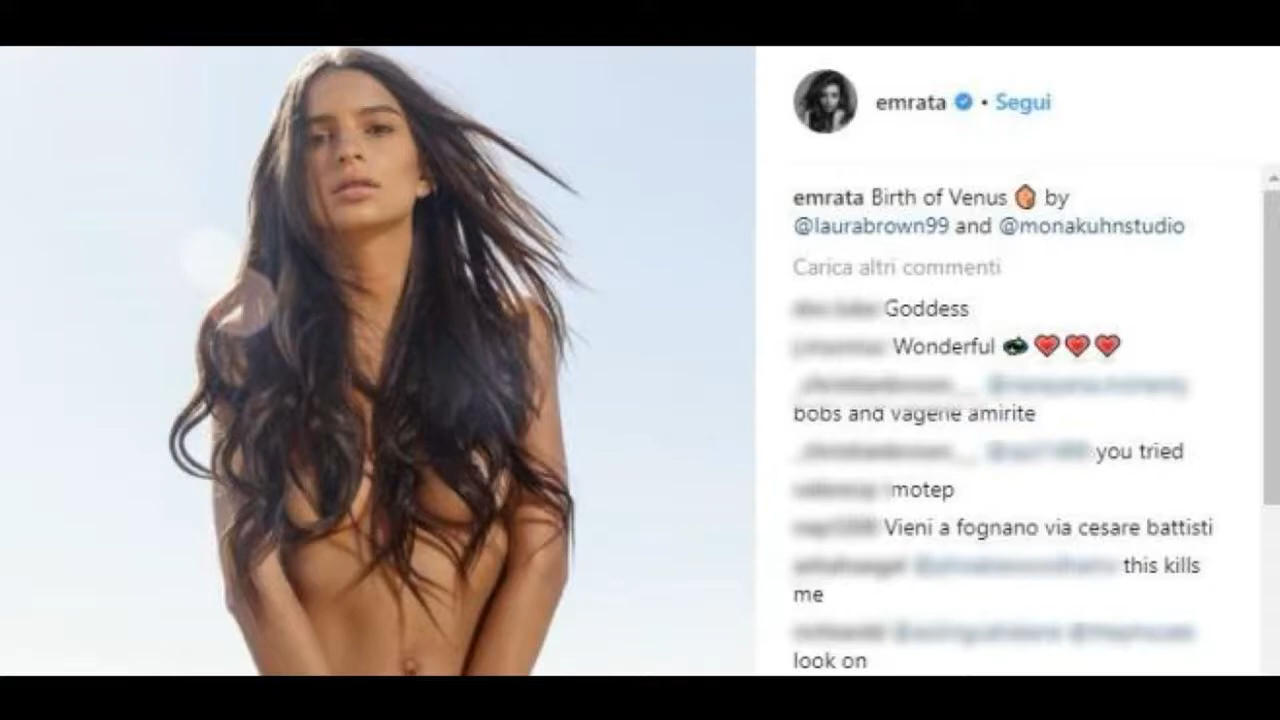 emrata • Segui
emrata Birth of Venus by
@laurabrown99 and @monakuhnstudio
Carica altri commenti
Goddess
Wonderful
bobs and vagene amirite
you tried
motep
Vieni a fognano via cesare battisti
this kills
me
look on